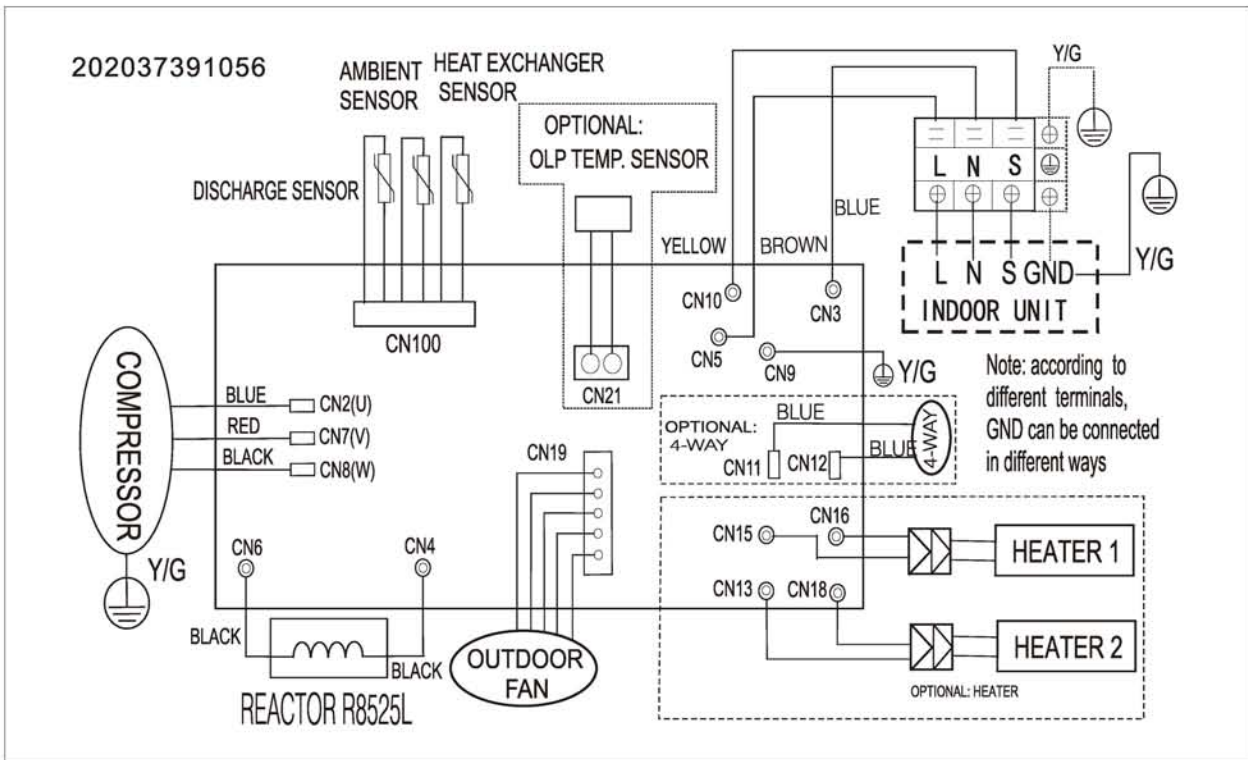 202037391056
AMBIENT
SENSOR
HEAT EXCHANGER
SENSOR
DISCHARGE SENSOR
OPTIONAL:
OLP TEMP. SENSOR
Y/G
L N S
BLUE
YELLOW
BROWN
L N S GND
INDOOR UNIT
Y/G
CN10
CN3
CN5
CN9
Y/G
CN100
CN21
Note: according to
different terminals,
GND can be connected
in different ways
COMPRESSOR
BLUE
CN2(U)
RED
CN7(V)
BLACK
CN8(W)
Y/G
OPTIONAL:
4-WAY
BLUE
BLUE
CN11
CN12
4-WAY
CN19
CN6
CN4
BLACK
BLACK
REACTOR R8525L
OUTDOOR
FAN
CN15
CN16
HEATER 1
CN13
CN18
HEATER 2
OPTIONAL: HEATER